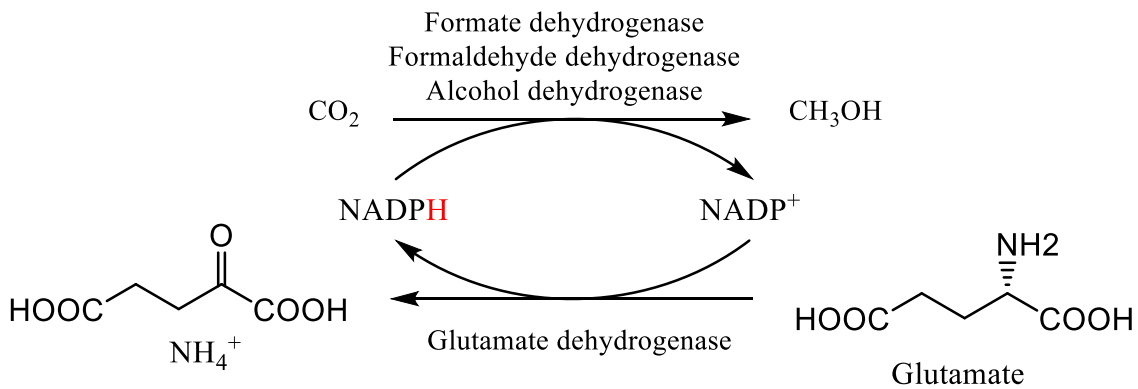 Formate dehydrogenase
Formaldehyde dehydrogenase
Alcohol dehydrogenase
CO₂
CH₃OH
NADPH
NADP⁺
O
NH2
HOOC
COOH
HOOC
COOH
NH₄⁺
Glutamate dehydrogenase
Glutamate